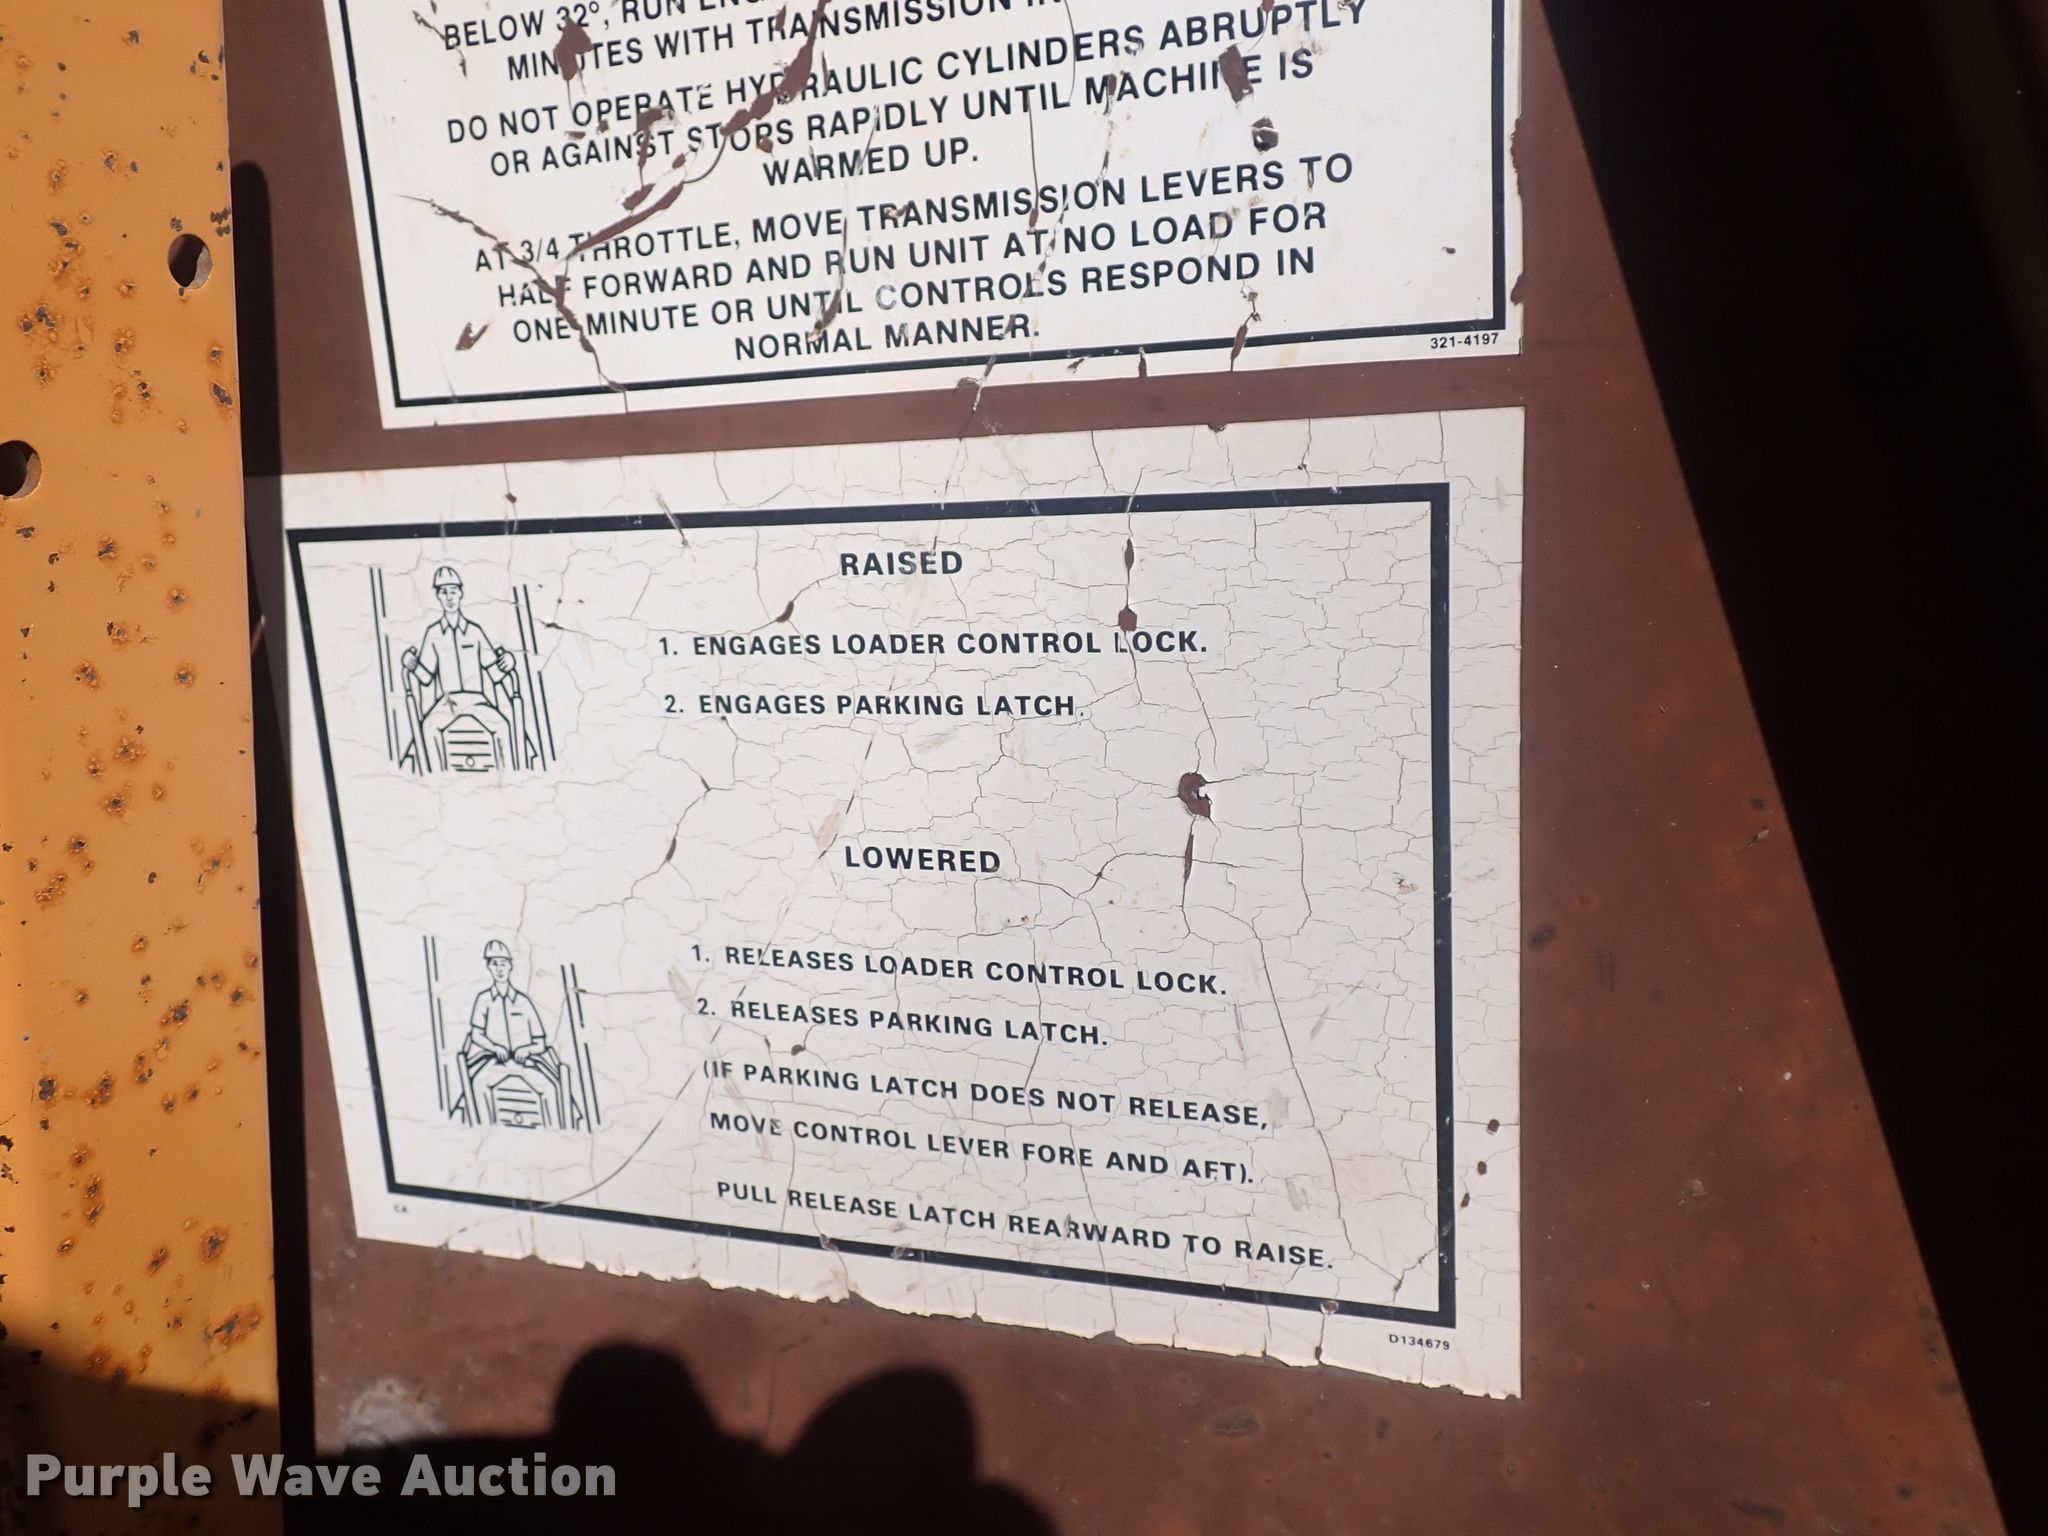 BELOW 32°, RUN
MINUTES WITH TRANSMISSION
DO NOT OPERATE HYDRAULIC CYLINDERS ABRUPTLY
OR AGAINST STOPS RAPIDLY UNTIL MACHINE IS
WARMED UP.
AT 3/4 THROTTLE, MOVE TRANSMISSION LEVERS TO
HALF FORWARD AND RUN UNIT AT NO LOAD FOR
ONE MINUTE OR UNTIL CONTROLS RESPOND IN
NORMAL MANNER.
321-4197
RAISED
1. ENGAGES LOADER CONTROL LOCK.
2. ENGAGES PARKING LATCH.
LOWERED
1. RELEASES LOADER CONTROL LOCK.
2. RELEASES PARKING LATCH.
(IF PARKING LATCH DOES NOT RELEASE,
MOVE CONTROL LEVER FORE AND AFT).
PULL RELEASE LATCH REARWARD TO RAISE.
CA
D134679
Purple Wave Auction